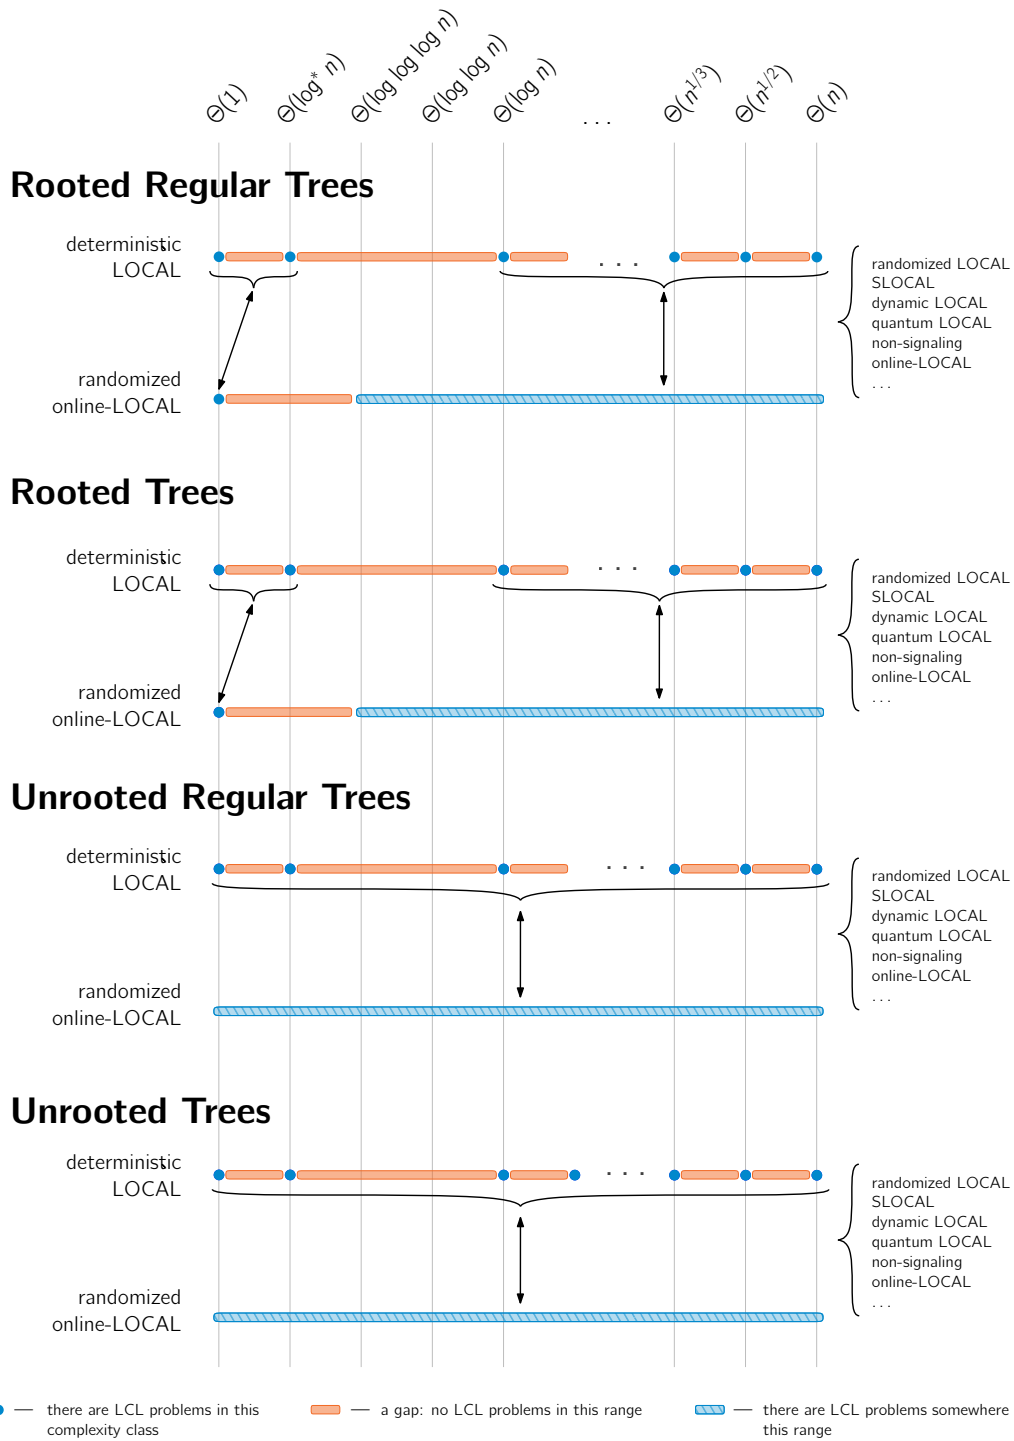 Θ(1) Θ(log* n) Θ(log log log n) Θ(log log n) Θ(log n) ... Θ(n^{1/3}) Θ(n^{1/2}) Θ(n)
Rooted Regular Trees
deterministic
LOCAL
. . .
randomized
online-LOCAL
randomized LOCAL
SLOCAL
dynamic LOCAL
quantum LOCAL
non-signaling
online-LOCAL
...
Rooted Trees
deterministic
LOCAL
. . .
randomized
online-LOCAL
randomized LOCAL
SLOCAL
dynamic LOCAL
quantum LOCAL
non-signaling
online-LOCAL
...
Unrooted Regular Trees
deterministic
LOCAL
. . .
randomized
online-LOCAL
randomized LOCAL
SLOCAL
dynamic LOCAL
quantum LOCAL
non-signaling
online-LOCAL
...
Unrooted Trees
deterministic
LOCAL
. . .
randomized
online-LOCAL
randomized LOCAL
SLOCAL
dynamic LOCAL
quantum LOCAL
non-signaling
online-LOCAL
...
— there are LCL problems in this
complexity class
— a gap: no LCL problems in this range
— there are LCL problems somewhere
this range